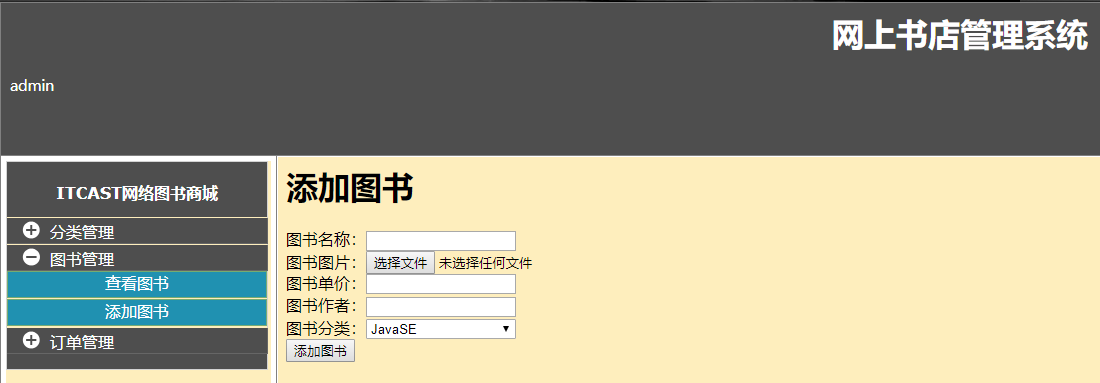 网上书店管理系统
admin
ITCAST网络图书商城
分类管理
图书管理
查看图书
添加图书
订单管理
添加图书
图书名称：
图书图片： 选择文件 未选择任何文件
图书单价：
图书作者：
图书分类： JavaSE
添加图书